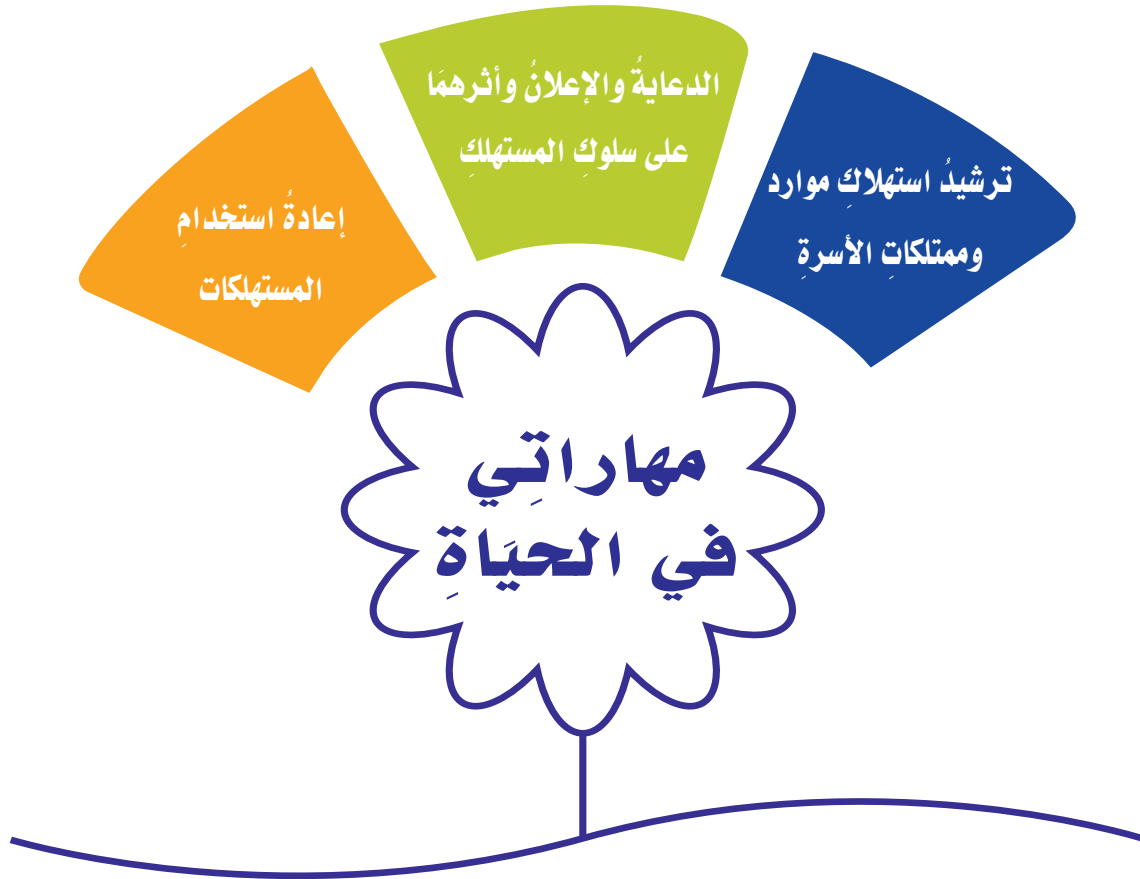 ترشيدُ استهلاكِ موارد
وممتلكاتِ الأسرةِ
الدعايةُ والإعلانُ وأثرهمَا
على سلوكِ المستهلكِ
إعادةُ استخدامِ
المستهلكات
مهاراتِي
في الحيَاةِ